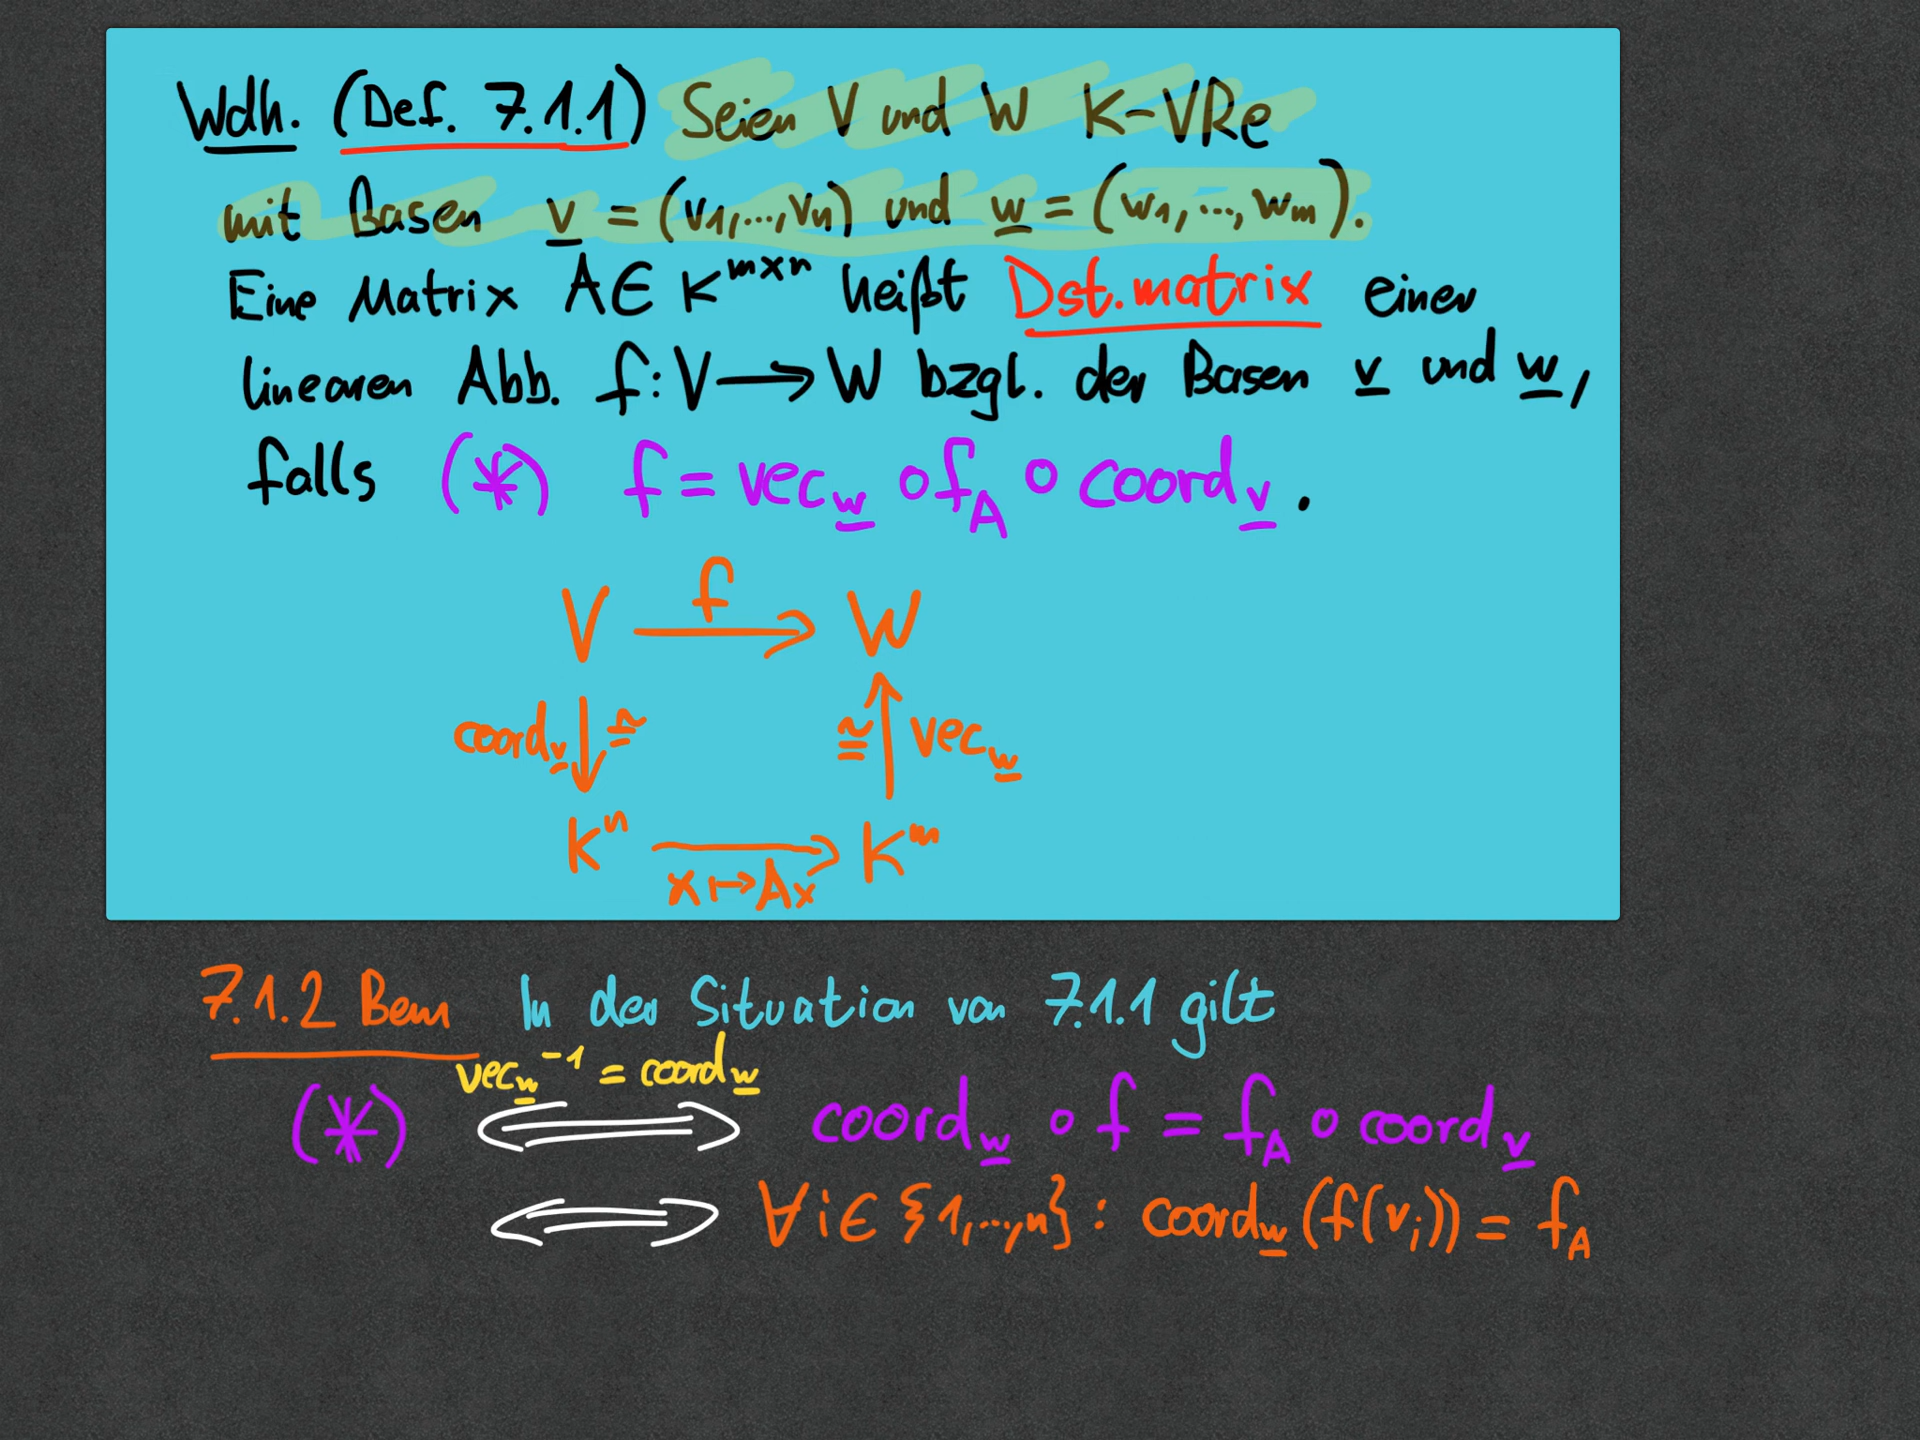 Wdh. (Def. 7.1.1) Seien V und W K-VRe
mit Basen v = (v₁,...,vₙ) und w = (w₁,...,wₘ).
Eine Matrix A ∈ K^{m×n} heißt Dst.matrix einer
linearen Abb. f: V ⟶ W bzgl. der Basen v und w,
falls (*) f = vec_w ∘ f_A ∘ coord_v.
f
V ⟶ W
coord_v ↓ ≅ ≅ ↑ vec_w
Kⁿ ⟶ Kᵐ
x ↦ Ax
7.1.2 Bem In der Situation von 7.1.1 gilt
vec_w⁻¹ = coord_w
(*) ⟺ coord_w ∘ f = f_A ∘ coord_v
⟺ ∀ i ∈ {1,...,n} : coord_w (f(v_i)) = f_A